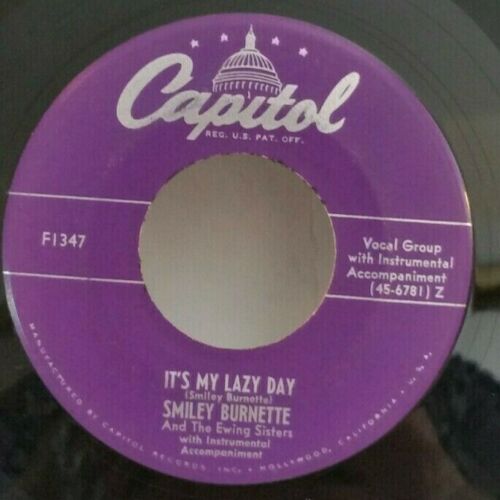 Capitol
REG. U.S. PAT. OFF.
F1347
Vocal Group
with Instrumental
Accompaniment
(45-6781) Z
IT'S MY LAZY DAY
(Smiley Burnette)
SMILEY BURNETTE
And The Ewing Sisters
with Instrumental
Accompaniment
MANUFACTURED BY CAPITOL RECORDS, INC. • HOLLYWOOD, CALIFORNIA • U.S.A.